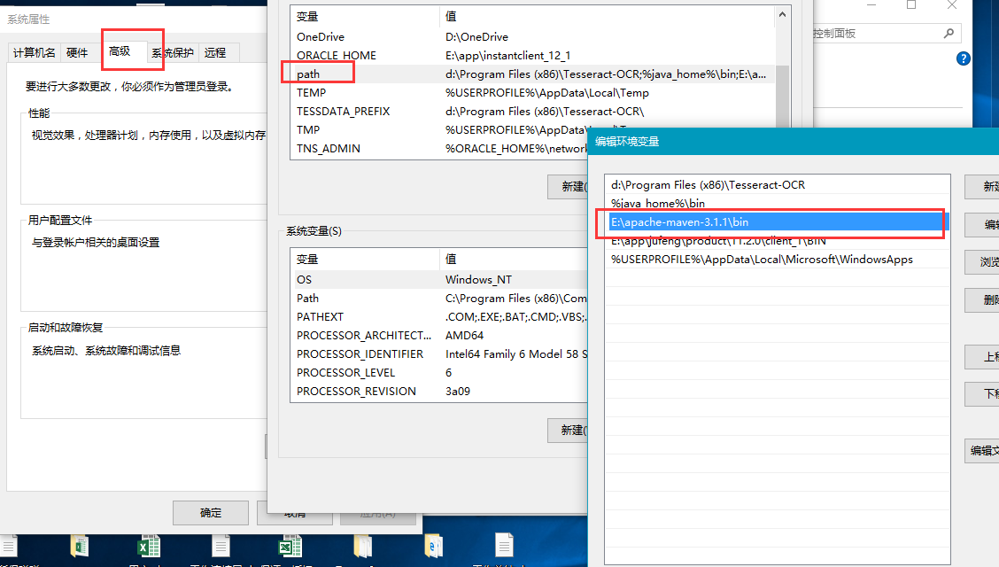 系统属性
计算机名
硬件
高级
系统保护
远程
要进行大多数更改，你必须作为管理员登录。
性能
视觉效果，处理器计划，内存使用，以及虚拟内存
用户配置文件
与登录帐户相关的桌面设置
启动和故障恢复
系统启动、系统故障和调试信息
确定
取消
应用(A)
变量 值
OneDrive D:\OneDrive
ORACLE_HOME E:\app\instantclient_12_1
path d:\Program Files (x86)\Tesseract-OCR;%java_home%\bin;E:\a...
TEMP %USERPROFILE%\AppData\Local\Temp
TESSDATA_PREFIX d:\Program Files (x86)\Tesseract-OCR\
TMP %USERPROFILE%\AppData\Local\T
TNS_ADMIN %ORACLE_HOME%\network
新建(
系统变量(S)
变量 值
OS Windows_NT
Path C:\Program Files (x86)\Com
PATHEXT .COM;.EXE;.BAT;.CMD;.VBS;.
PROCESSOR_ARCHITECT... AMD64
PROCESSOR_IDENTIFIER Intel64 Family 6 Model 58 S
PROCESSOR_LEVEL 6
PROCESSOR_REVISION 3a09
新建(
控制面板
?
编辑环境变量
d:\Program Files (x86)\Tesseract-OCR
%java_home%\bin
E:\apache-maven-3.1.1\bin
E:\app\jufeng\product\11.2.0\client_1\BIN
%USERPROFILE%\AppData\Local\Microsoft\WindowsApps
新建
编辑
浏览
删除
上移
下移
编辑文